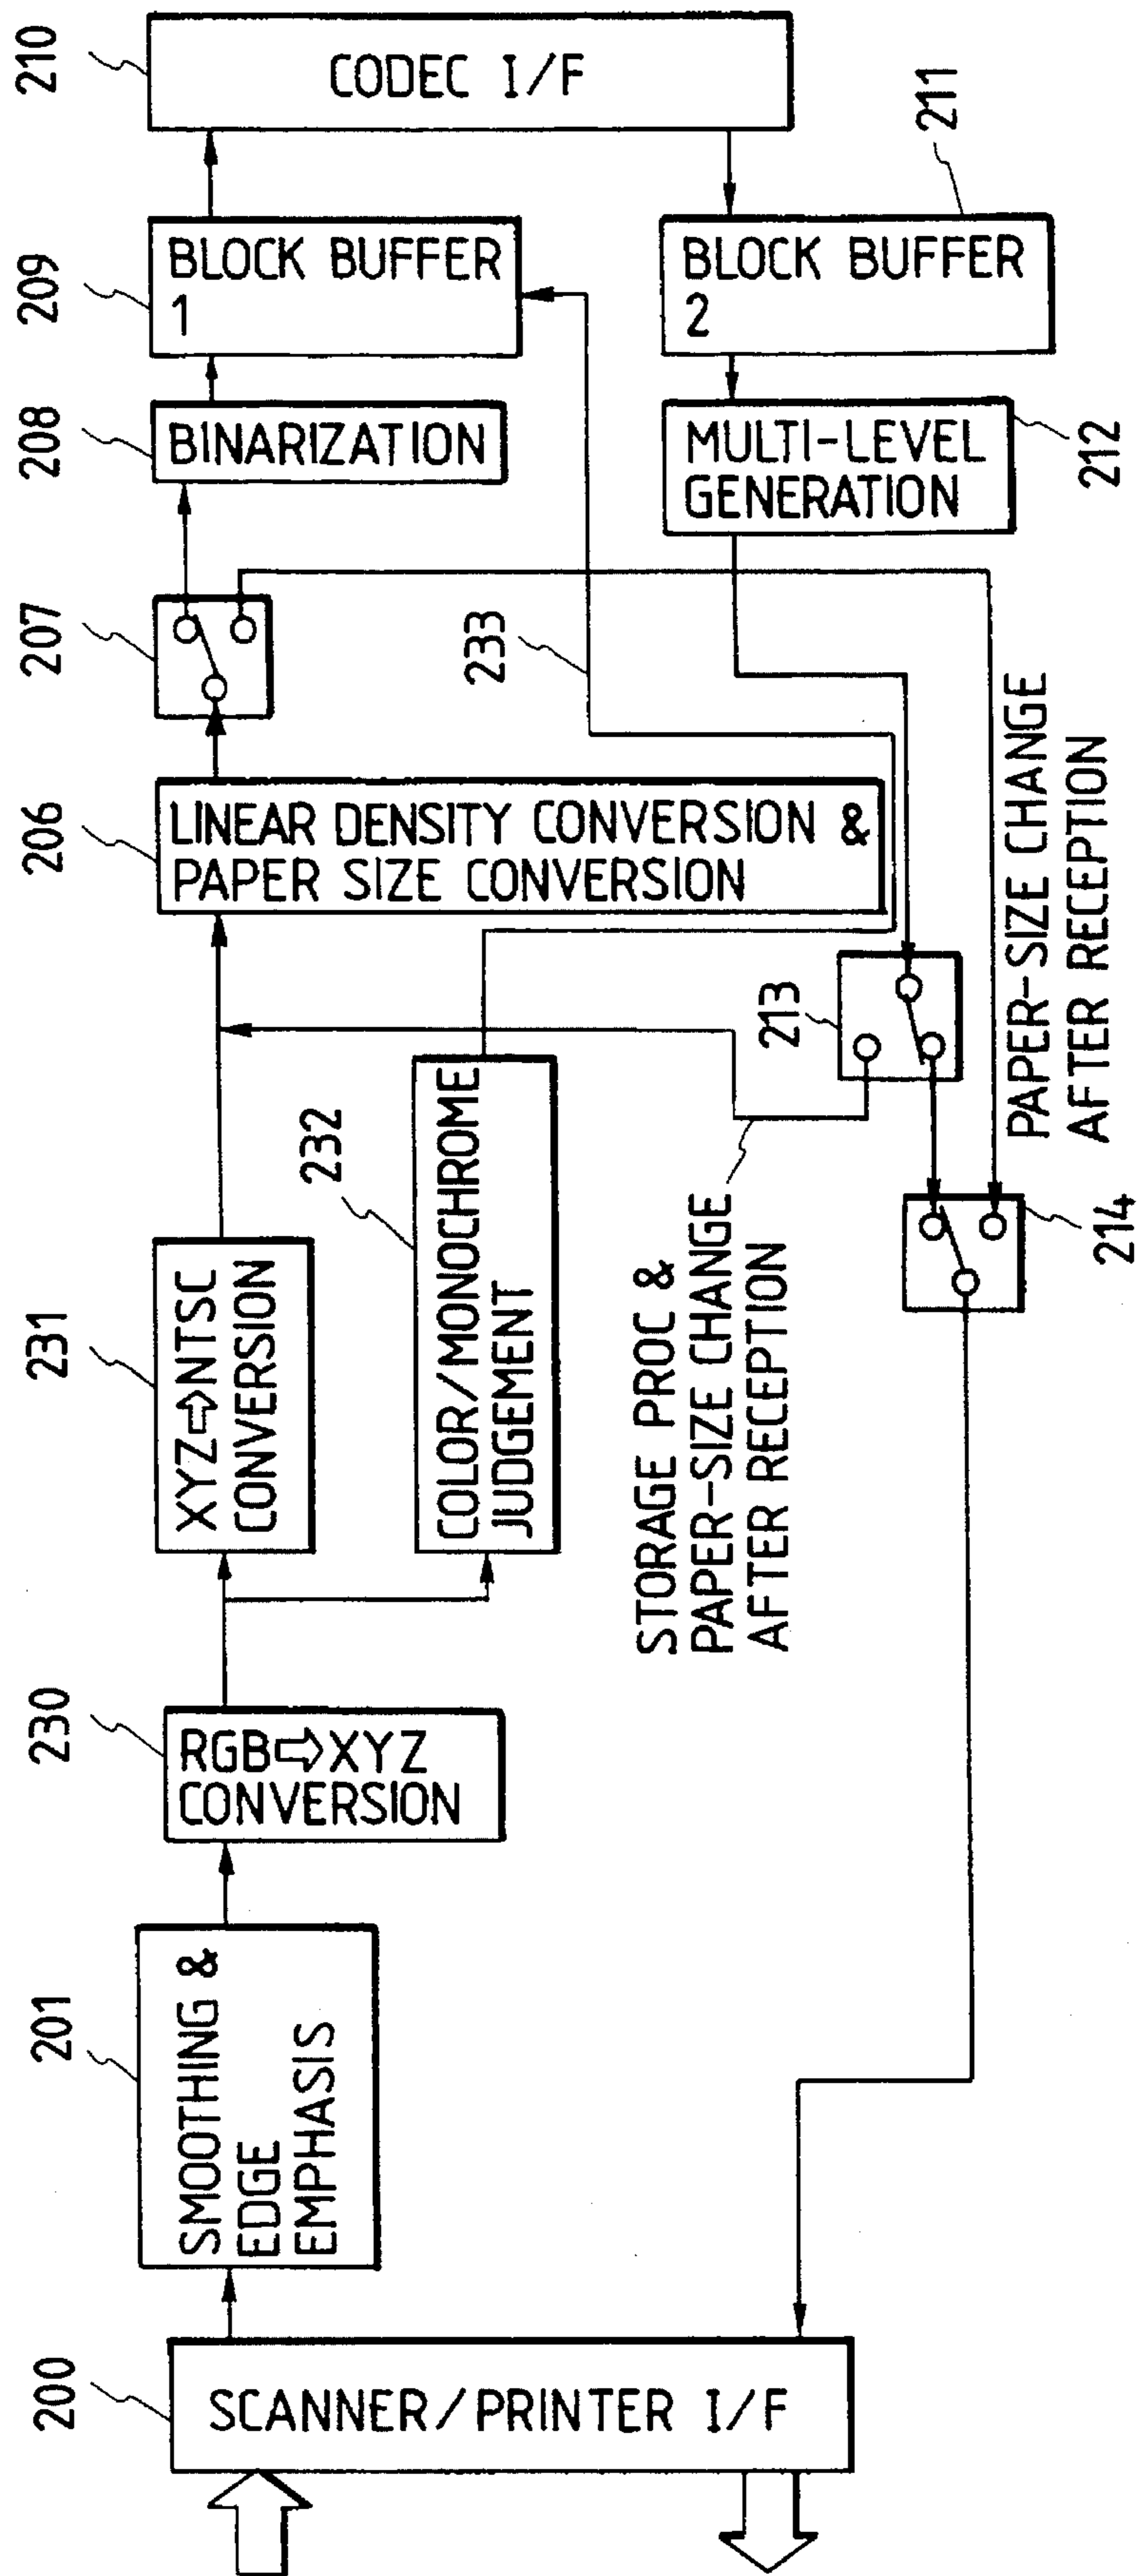 200
SCANNER/PRINTER I/F
201
SMOOTHING &
EDGE
EMPHASIS
230
RGB⇨XYZ
CONVERSION
231
XYZ⇨NTSC
CONVERSION
232
COLOR/MONOCHROME
JUDGEMENT
206
LINEAR DENSITY CONVERSION &
PAPER SIZE CONVERSION
207
208
BINARIZATION
209
BLOCK BUFFER
1
210
CODEC I/F
233
211
BLOCK BUFFER
2
212
MULTI-LEVEL
GENERATION
213
STORAGE PROC &
PAPER-SIZE CHANGE
AFTER RECEPTION
214
PAPER-SIZE CHANGE
AFTER RECEPTION